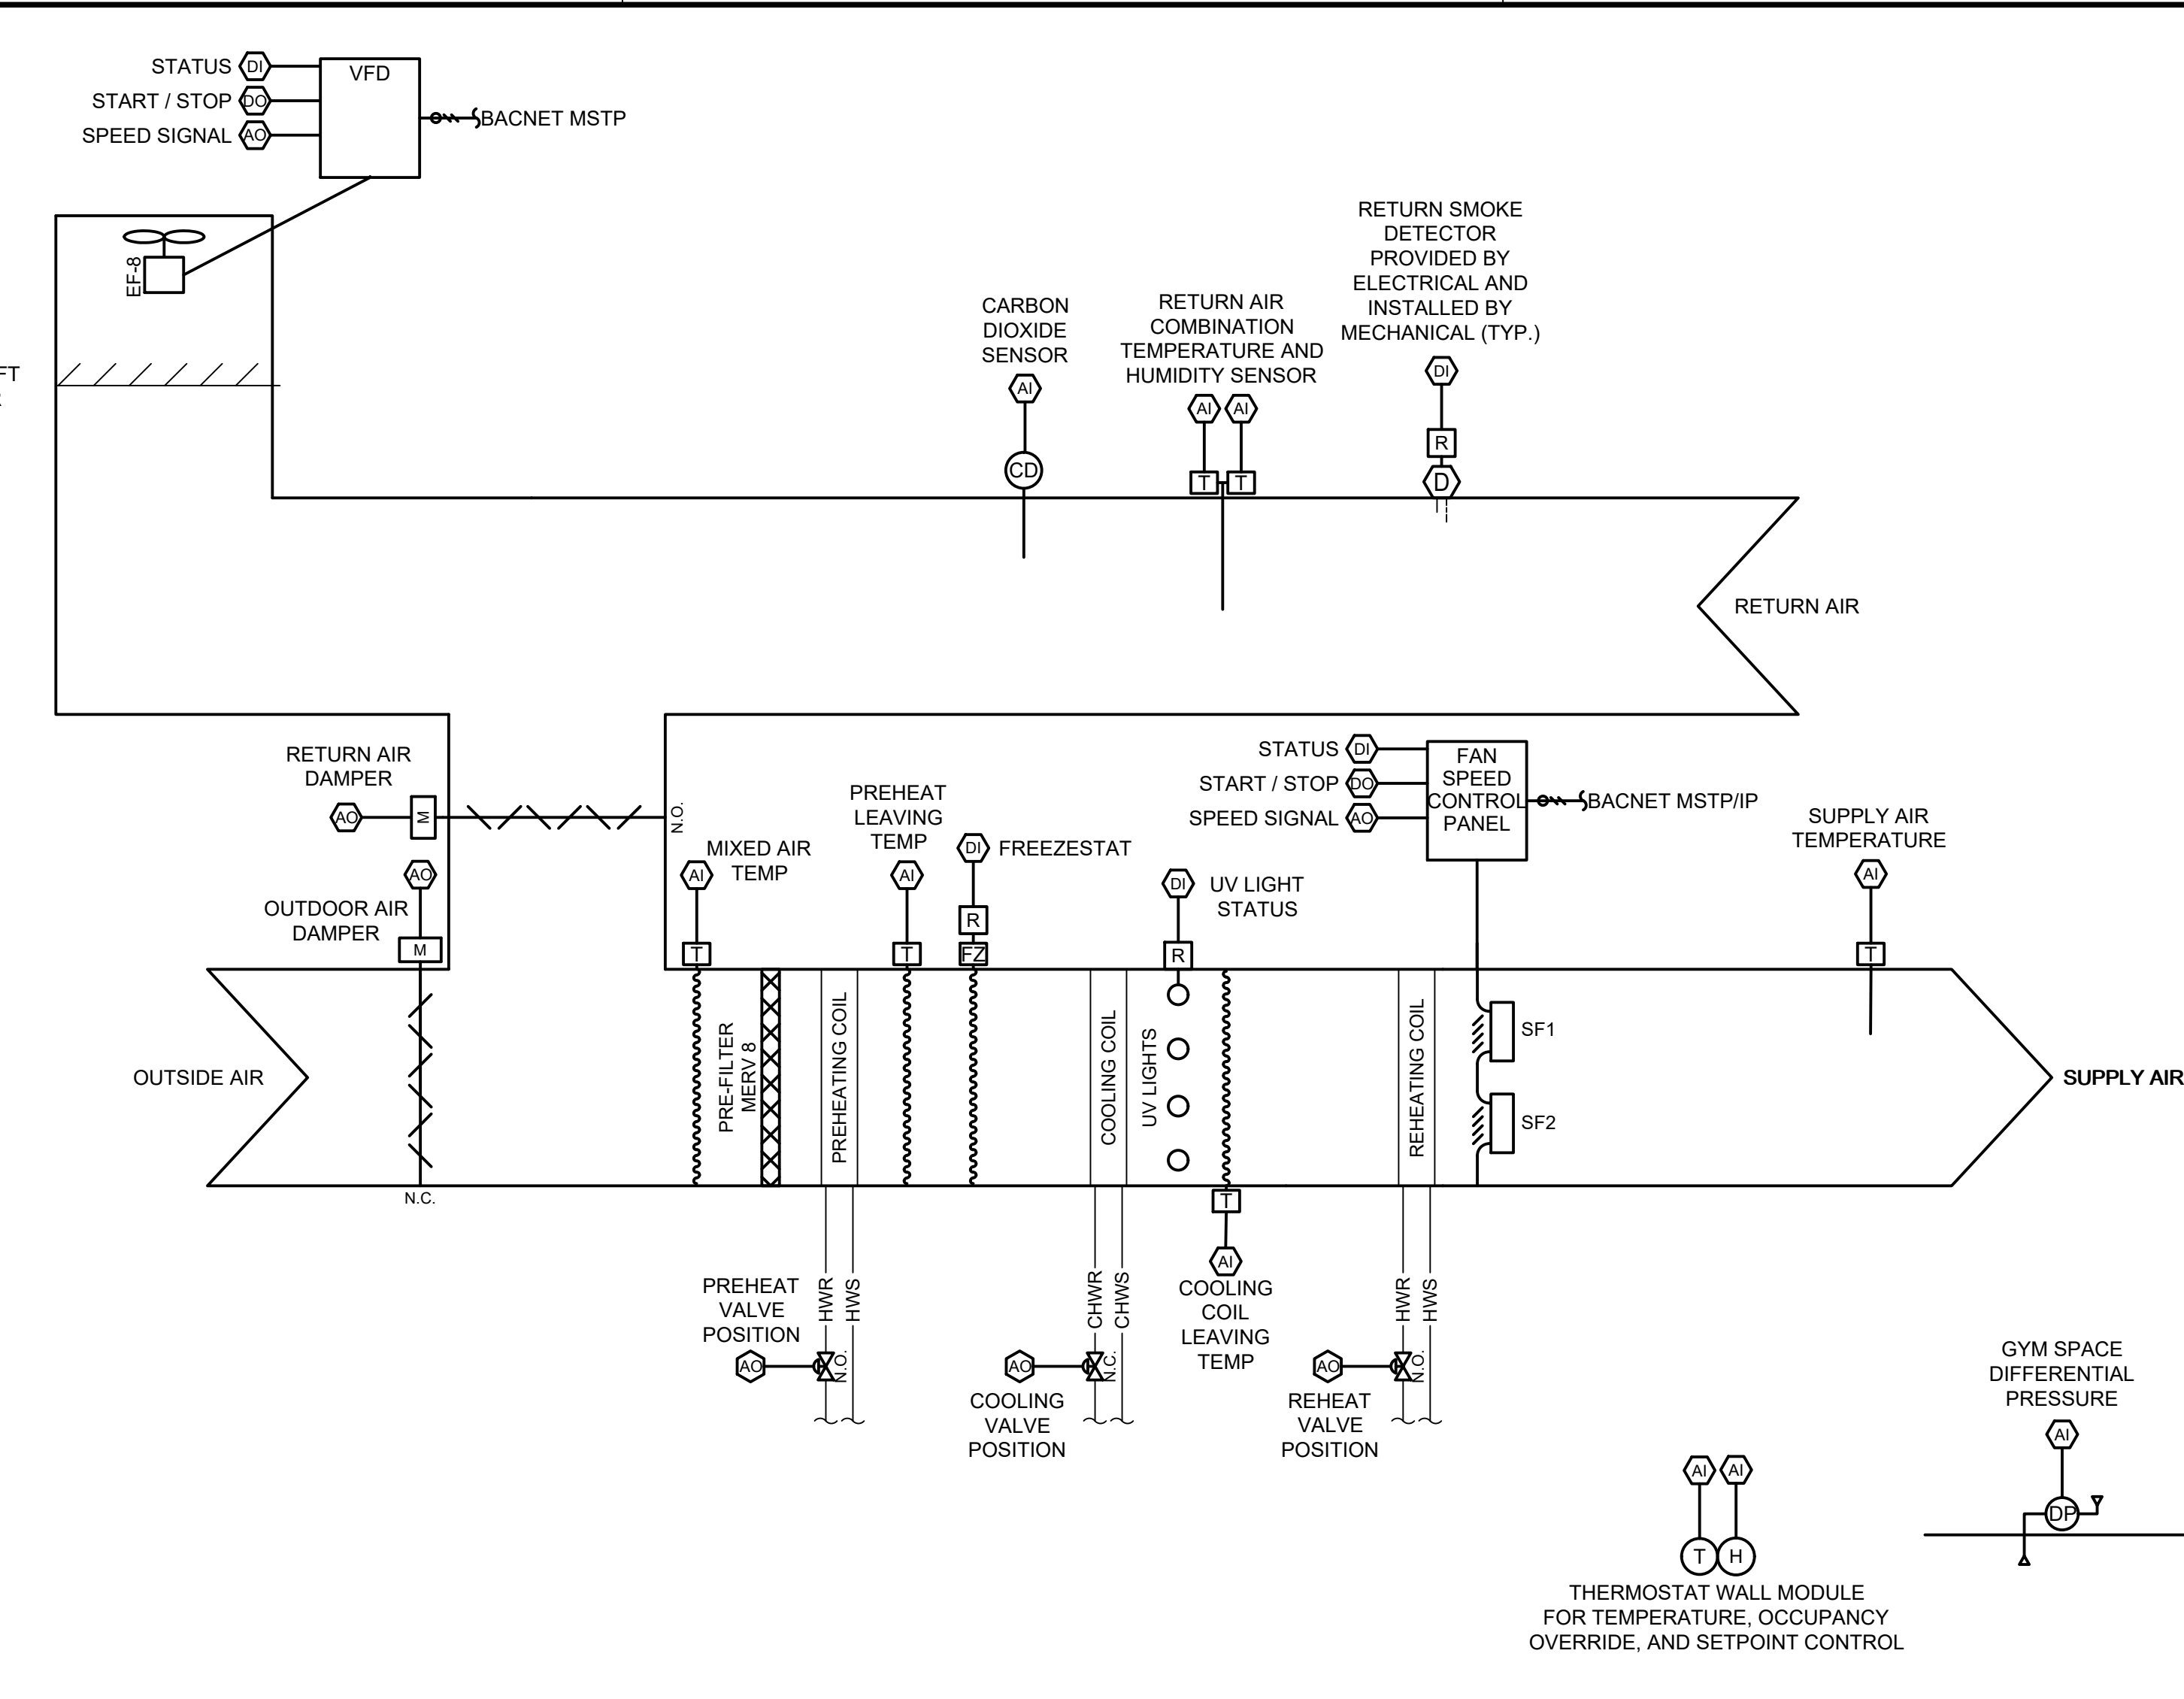 STATUS DI
START / STOP DO
SPEED SIGNAL AO
VFD
BACNET MSTP
EF-8
FT
CARBON
DIOXIDE
SENSOR
AI
CD
RETURN AIR
COMBINATION
TEMPERATURE AND
HUMIDITY SENSOR
AI AI
T T
RETURN SMOKE
DETECTOR
PROVIDED BY
ELECTRICAL AND
INSTALLED BY
MECHANICAL (TYP.)
DI
R
D
RETURN AIR
RETURN AIR
DAMPER
AO M
N.O.
AO
OUTDOOR AIR
DAMPER
M
MIXED AIR
TEMP
AI
T
PREHEAT
LEAVING
TEMP
AI
T
DI FREEZESTAT
R
FZ
DI UV LIGHT
STATUS
R
STATUS DI
START / STOP DO
SPEED SIGNAL AO
FAN
SPEED
CONTROL
PANEL
BACNET MSTP/IP
SUPPLY AIR
TEMPERATURE
AI
T
OUTSIDE AIR
N.C.
PRE-FILTER
MERV 8
PREHEATING COIL
COOLING COIL
UV LIGHTS
REHEATING COIL
SF1
SF2
SUPPLY AIR
PREHEAT
VALVE
POSITION
AO
HWR
HWS
N.O.
COOLING
VALVE
POSITION
AO
CHWR
CHWS
N.C.
T
AI
COOLING
COIL
LEAVING
TEMP
REHEAT
VALVE
POSITION
AO
HWR
HWS
N.O.
GYM SPACE
DIFFERENTIAL
PRESSURE
AI
DP
AI AI
T H
THERMOSTAT WALL MODULE
FOR TEMPERATURE, OCCUPANCY
OVERRIDE, AND SETPOINT CONTROL